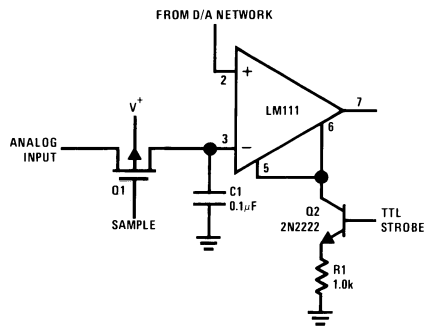 FROM D/A NETWORK
2
+
LM111
7
V+
6
ANALOG
INPUT
3
−
5
Q1
C1
0.1μF
Q2
2N2222
TTL
STROBE
SAMPLE
R1
1.0k